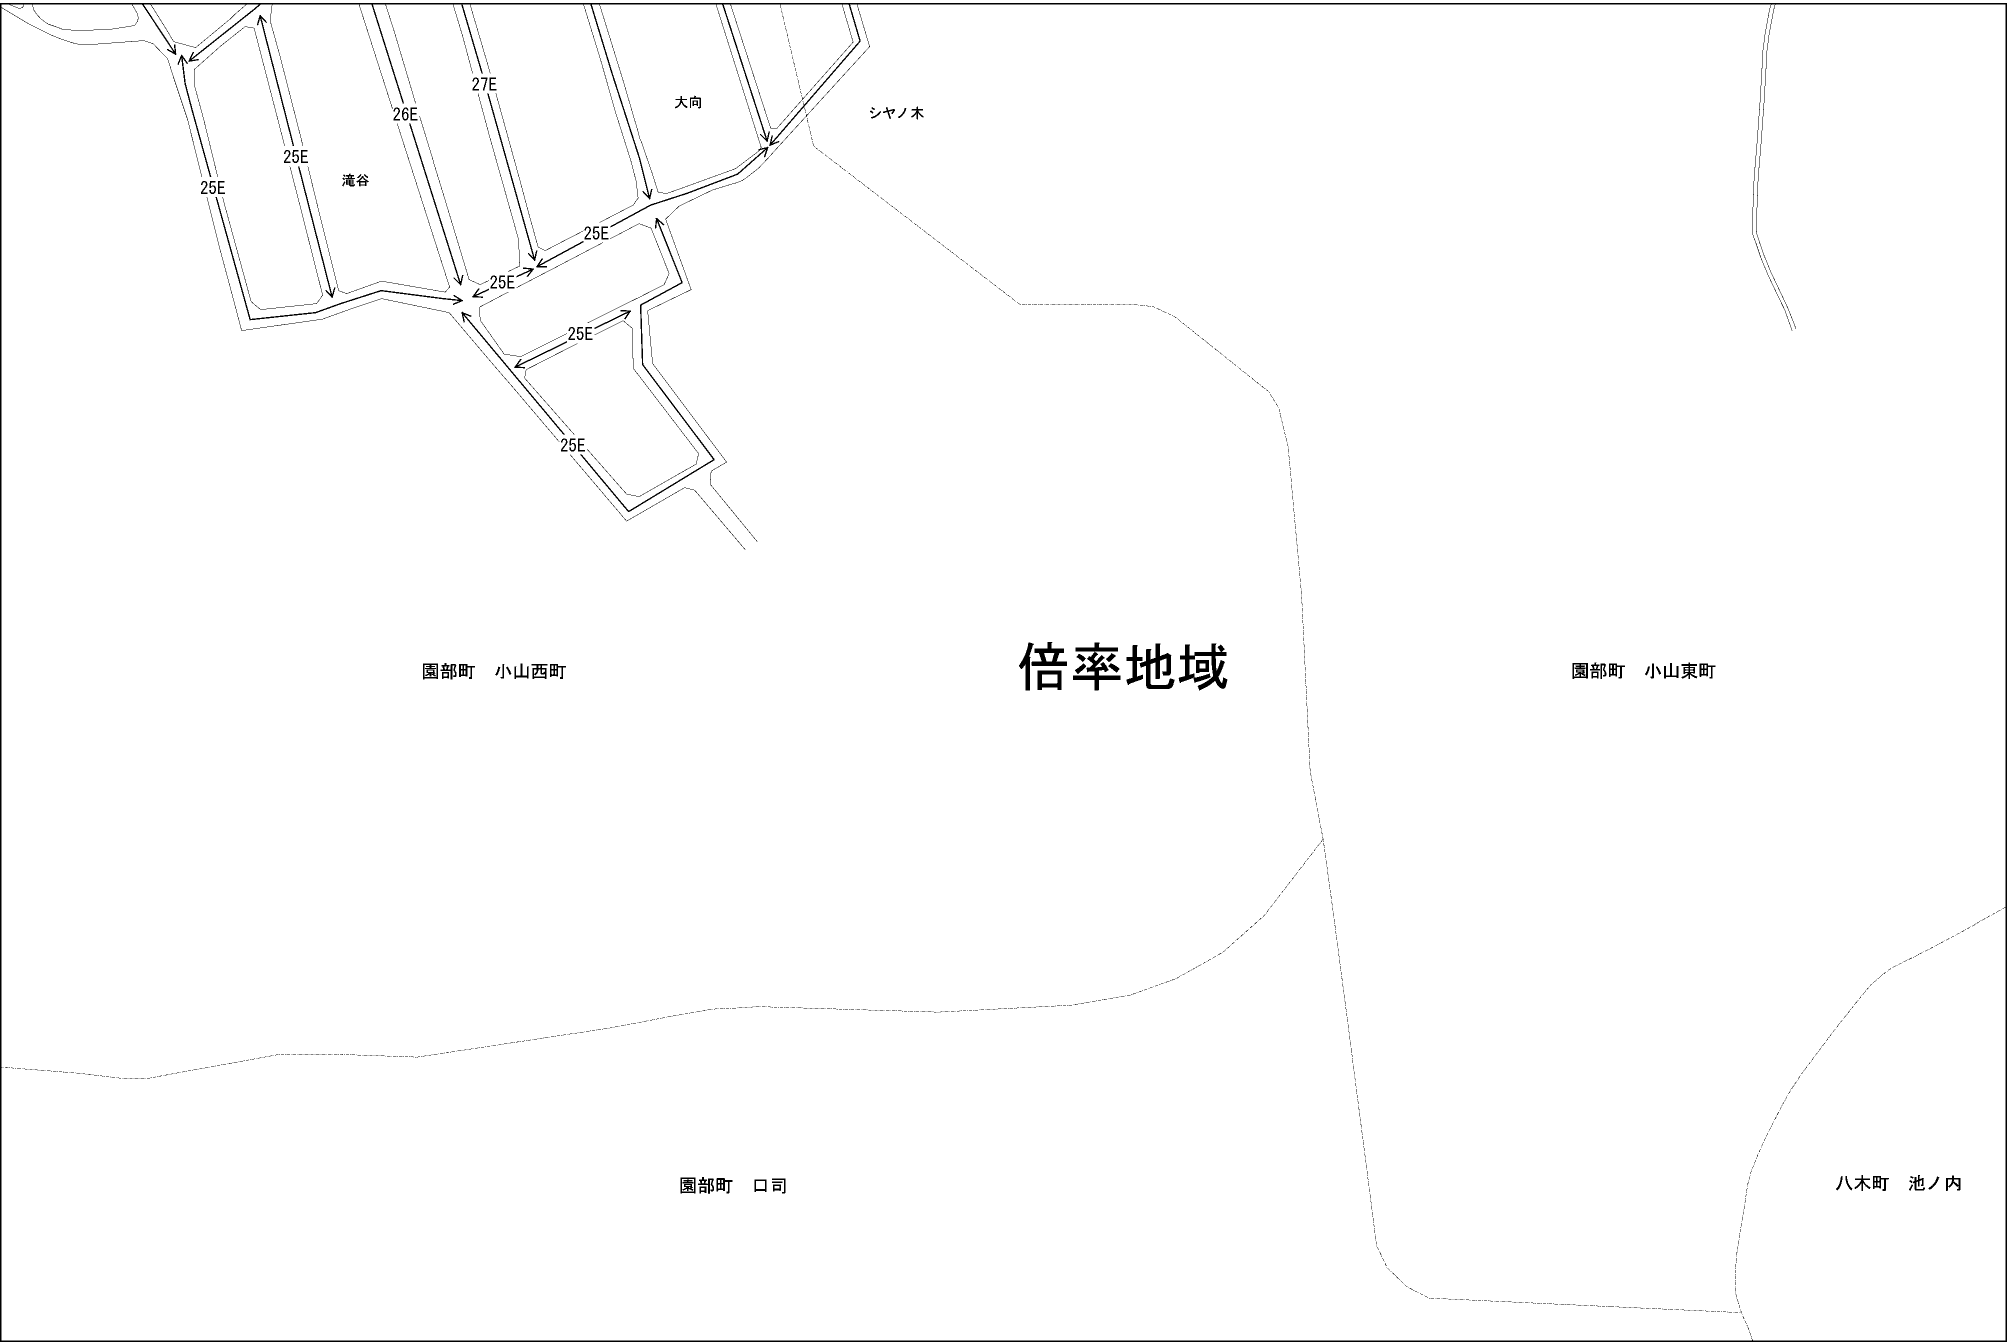 27E
大向
26E
シヤノ木
25E
滝谷
25E
25E
25E
25E
25E
倍率地域
園部町 小山西町
園部町 小山東町
園部町 口司
八木町 池ノ内